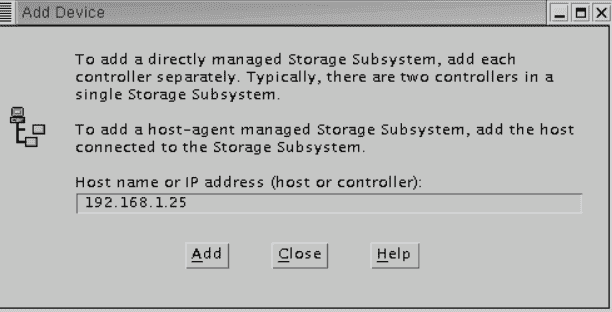 Add Device
To add a directly managed Storage Subsystem, add each
controller separately. Typically, there are two controllers in a
single Storage Subsystem.
To add a host-agent managed Storage Subsystem, add the host
connected to the Storage Subsystem.
Host name or IP address (host or controller):
192.168.1.25
Add Close Help